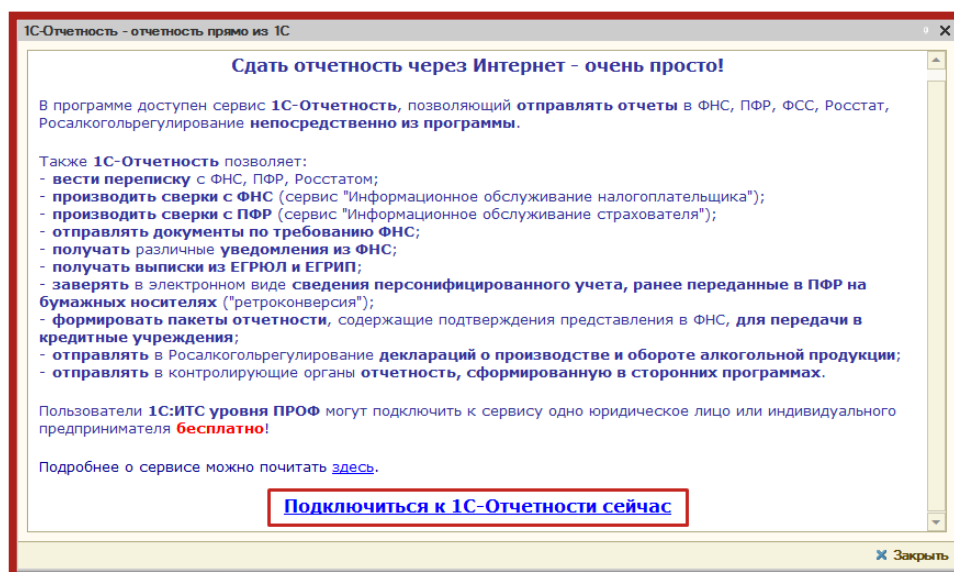 1С-Отчетность - отчетность прямо из 1С
Сдать отчетность через Интернет - очень просто!
В программе доступен сервис 1С-Отчетность, позволяющий отправлять отчеты в ФНС, ПФР, ФСС, Росстат,
Росалкогольрегулирование непосредственно из программы.
Также 1С-Отчетность позволяет:
- вести переписку с ФНС, ПФР, Росстатом;
- производить сверки с ФНС (сервис "Информационное обслуживание налогоплательщика");
- производить сверки с ПФР (сервис "Информационное обслуживание страхователя");
- отправлять документы по требованию ФНС;
- получать различные уведомления из ФНС;
- получать выписки из ЕГРЮЛ и ЕГРИП;
- заверять в электронном виде сведения персонифицированного учета, ранее переданные в ПФР на
бумажных носителях ("ретроконверсия");
- формировать пакеты отчетности, содержащие подтверждения представления в ФНС, для передачи в
кредитные учреждения;
- отправлять в Росалкогольрегулирование деклараций о производстве и обороте алкогольной продукции;
- отправлять в контролирующие органы отчетность, сформированную в сторонних программах.
Пользователи 1С:ИТС уровня ПРОФ могут подключить к сервису одно юридическое лицо или индивидуального
предпринимателя бесплатно!
Подробнее о сервисе можно почитать здесь.
Подключиться к 1С-Отчетности сейчас
Закрыть